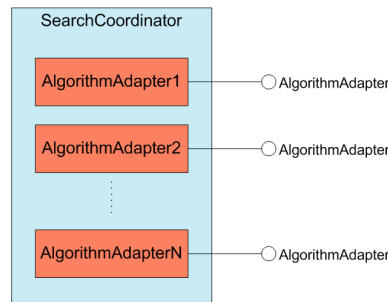 SearchCoordinator
AlgorithmAdapter1
AlgorithmAdapter
AlgorithmAdapter2
AlgorithmAdapter
AlgorithmAdapterN
AlgorithmAdapter